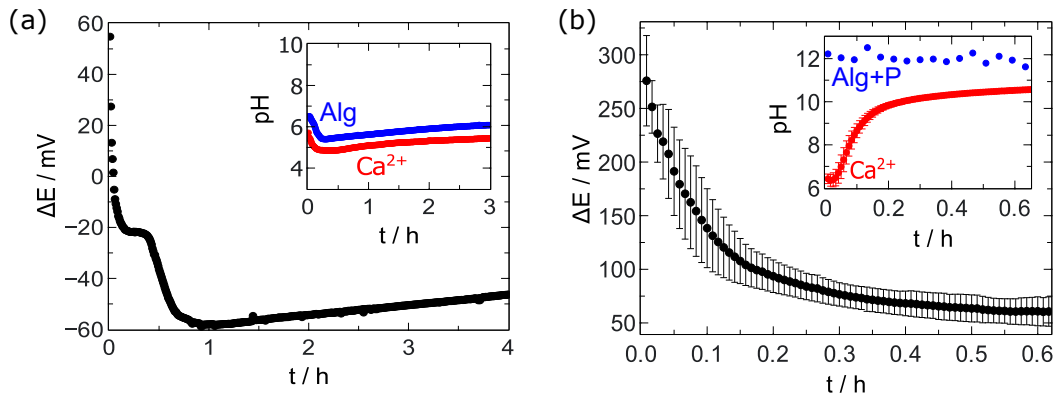 (a)
60
40
20
0
−20
−40
−60
ΔE / mV
0
1
2
3
4
t / h
10
8
6
4
pH
Alg
Ca²⁺
0
1
2
3
t / h
(b)
300
250
200
150
100
50
ΔE / mV
0.0
0.1
0.2
0.3
0.4
0.5
0.6
t / h
12
10
8
6
pH
Alg+P
Ca²⁺
0
0.2
0.4
0.6
t / h